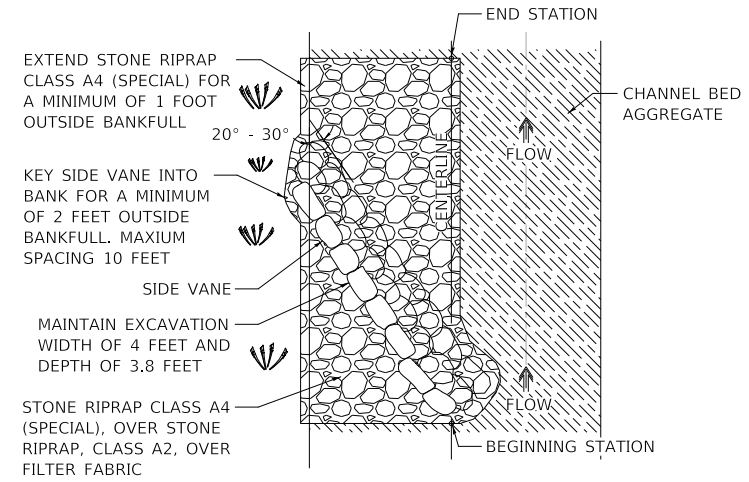 END STATION
EXTEND STONE RIPRAP
CLASS A4 (SPECIAL) FOR
A MINIMUM OF 1 FOOT
OUTSIDE BANKFULL
CHANNEL BED
AGGREGATE
20° - 30°
FLOW
CENTERLINE
KEY SIDE VANE INTO
BANK FOR A MINIMUM
OF 2 FEET OUTSIDE
BANKFULL. MAXIUM
SPACING 10 FEET
SIDE VANE
MAINTAIN EXCAVATION
WIDTH OF 4 FEET AND
DEPTH OF 3.8 FEET
STONE RIPRAP CLASS A4
(SPECIAL), OVER STONE
RIPRAP, CLASS A2, OVER
FILTER FABRIC
FLOW
BEGINNING STATION